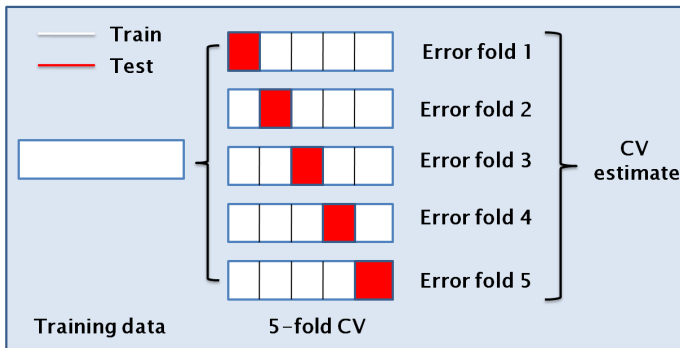 Train
Test
Error fold 1
Error fold 2
Error fold 3
Error fold 4
Error fold 5
CV
estimate
Training data
5-fold CV